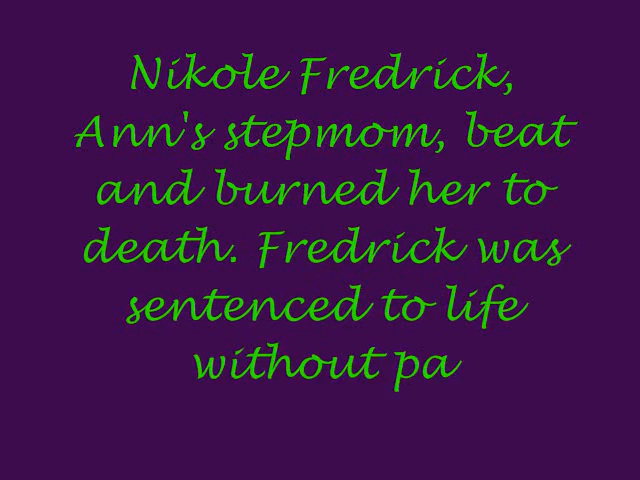 Nikole Fredrick,
Ann's stepmom, beat
and burned her to
death. Fredrick was
sentenced to life
without pa